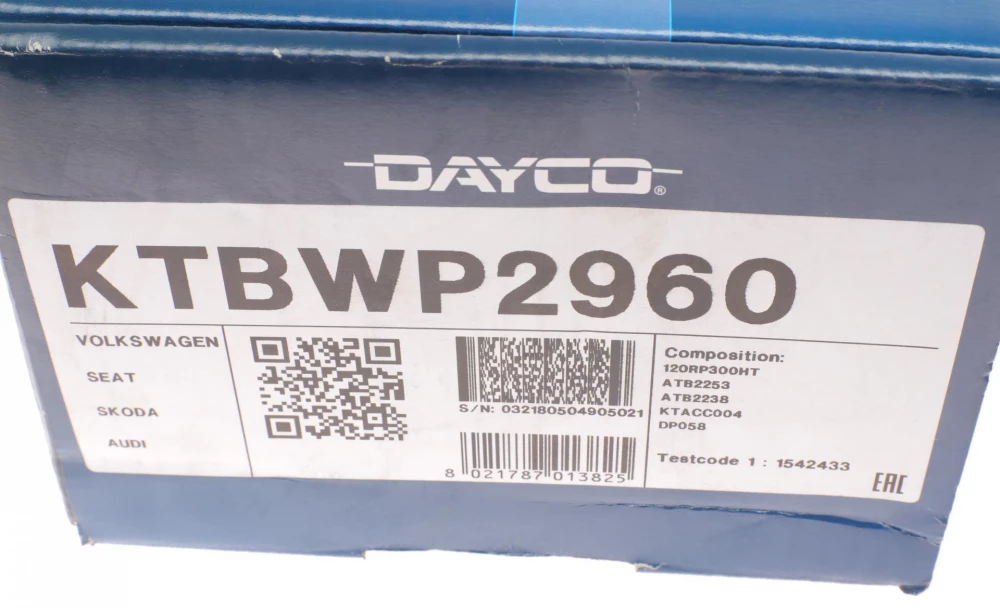 DAYCO®
KTBWP2960
VOLKSWAGEN
SEAT
SKODA
AUDI
S/N: 032180504905021
8 021787 013825
Composition:
120RP300HT
ATB2253
ATB2238
KTACC004
DP058
Testcode 1 : 1542433
EAC